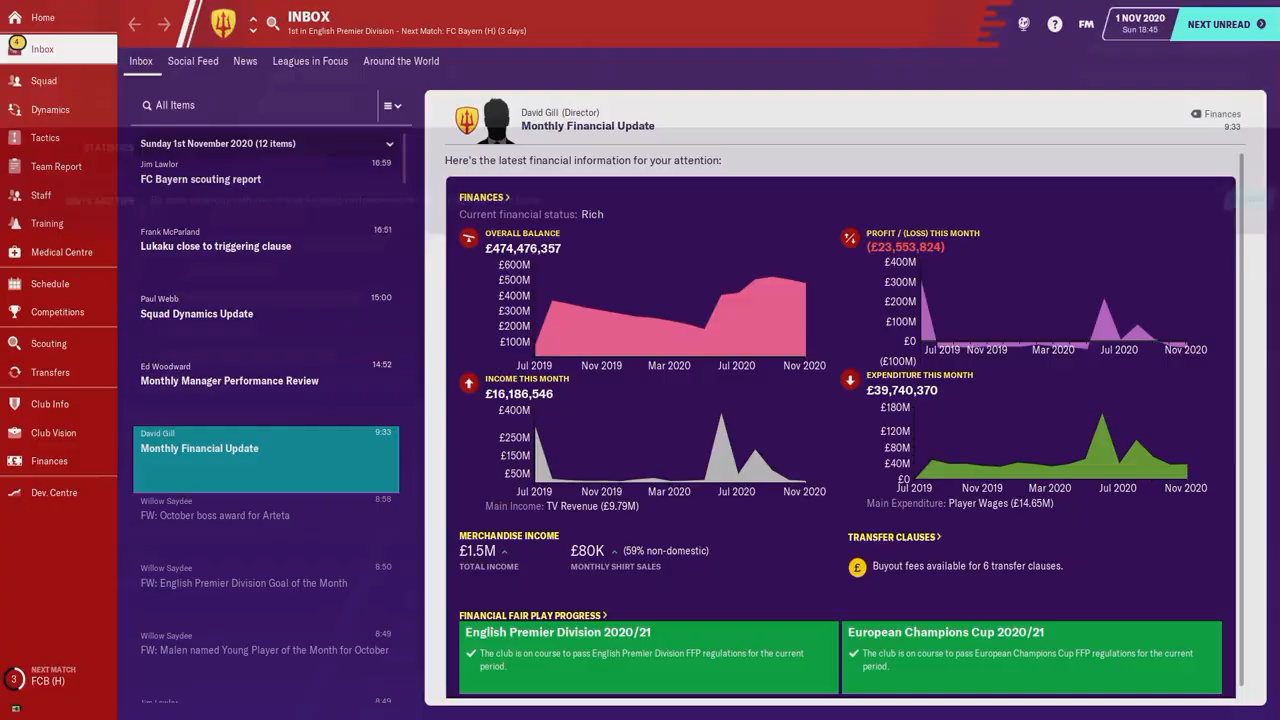 Home
4
Inbox
Squad
Dynamics
Tactics
Team Report
Staff
Training
Medical Centre
Schedule
Competitions
Scouting
Transfers
Club Info
Club Vision
Finances
Dev. Centre
3
NEXT MATCH
FCB (H)
INBOX
1st in English Premier Division - Next Match: FC Bayern (H) (3 days)
FM
1 NOV 2020
Sun 18:45
NEXT UNREAD
Inbox
Social Feed
News
Leagues in Focus
Around the World
All Items
Sunday 1st November 2020 (12 items)
Jim Lawlor 16:59
FC Bayern scouting report
Frank McParland 16:51
Lukaku close to triggering clause
Paul Webb 15:00
Squad Dynamics Update
Ed Woodward 14:52
Monthly Manager Performance Review
David Gill 9:33
Monthly Financial Update
Willow Saydee 8:58
FW: October boss award for Arteta
Willow Saydee 8:50
FW: English Premier Division Goal of the Month
Willow Saydee 8:49
FW: Malen named Young Player of the Month for October
Jim Lawlor 8:49
David Gill (Director)
Monthly Financial Update
Finances
9:33
Here's the latest financial information for your attention:
FINANCES
Current financial status: Rich
OVERALL BALANCE
£474,476,357
£600M
£500M
£400M
£300M
£200M
£100M
Jul 2019 Nov 2019 Mar 2020 Jul 2020 Nov 2020
PROFIT / (LOSS) THIS MONTH
(£23,553,824)
£400M
£300M
£200M
£100M
£0
(£100M)
Jul 2019 Nov 2019 Mar 2020 Jul 2020 Nov 2020
INCOME THIS MONTH
£16,186,546
£400M
£250M
£150M
£50M
Jul 2019 Nov 2019 Mar 2020 Jul 2020 Nov 2020
Main Income: TV Revenue (£9.79M)
EXPENDITURE THIS MONTH
£39,740,370
£180M
£120M
£80M
£40M
£0
Jul 2019 Nov 2019 Mar 2020 Jul 2020 Nov 2020
Main Expenditure: Player Wages (£14.65M)
MERCHANDISE INCOME
£1.5M
TOTAL INCOME
£80K (59% non-domestic)
MONTHLY SHIRT SALES
TRANSFER CLAUSES
£ Buyout fees available for 6 transfer clauses.
FINANCIAL FAIR PLAY PROGRESS
English Premier Division 2020/21
The club is on course to pass English Premier Division FFP regulations for the current
period.
European Champions Cup 2020/21
The club is on course to pass European Champions Cup FFP regulations for the current
period.